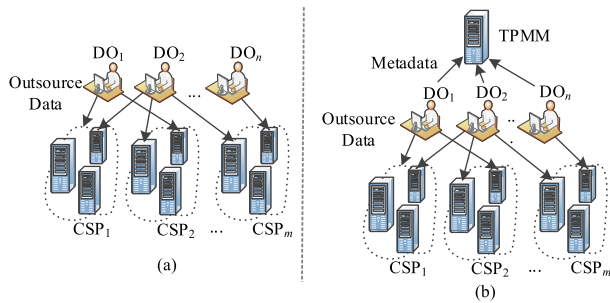 DO1 DO2 DOn
Outsource
Data
...
CSP1 CSP2 ... CSPm
(a)
TPMM
Metadata
DO1 DO2 DOn
Outsource
Data
...
CSP1 CSP2 ... CSPm
(b)